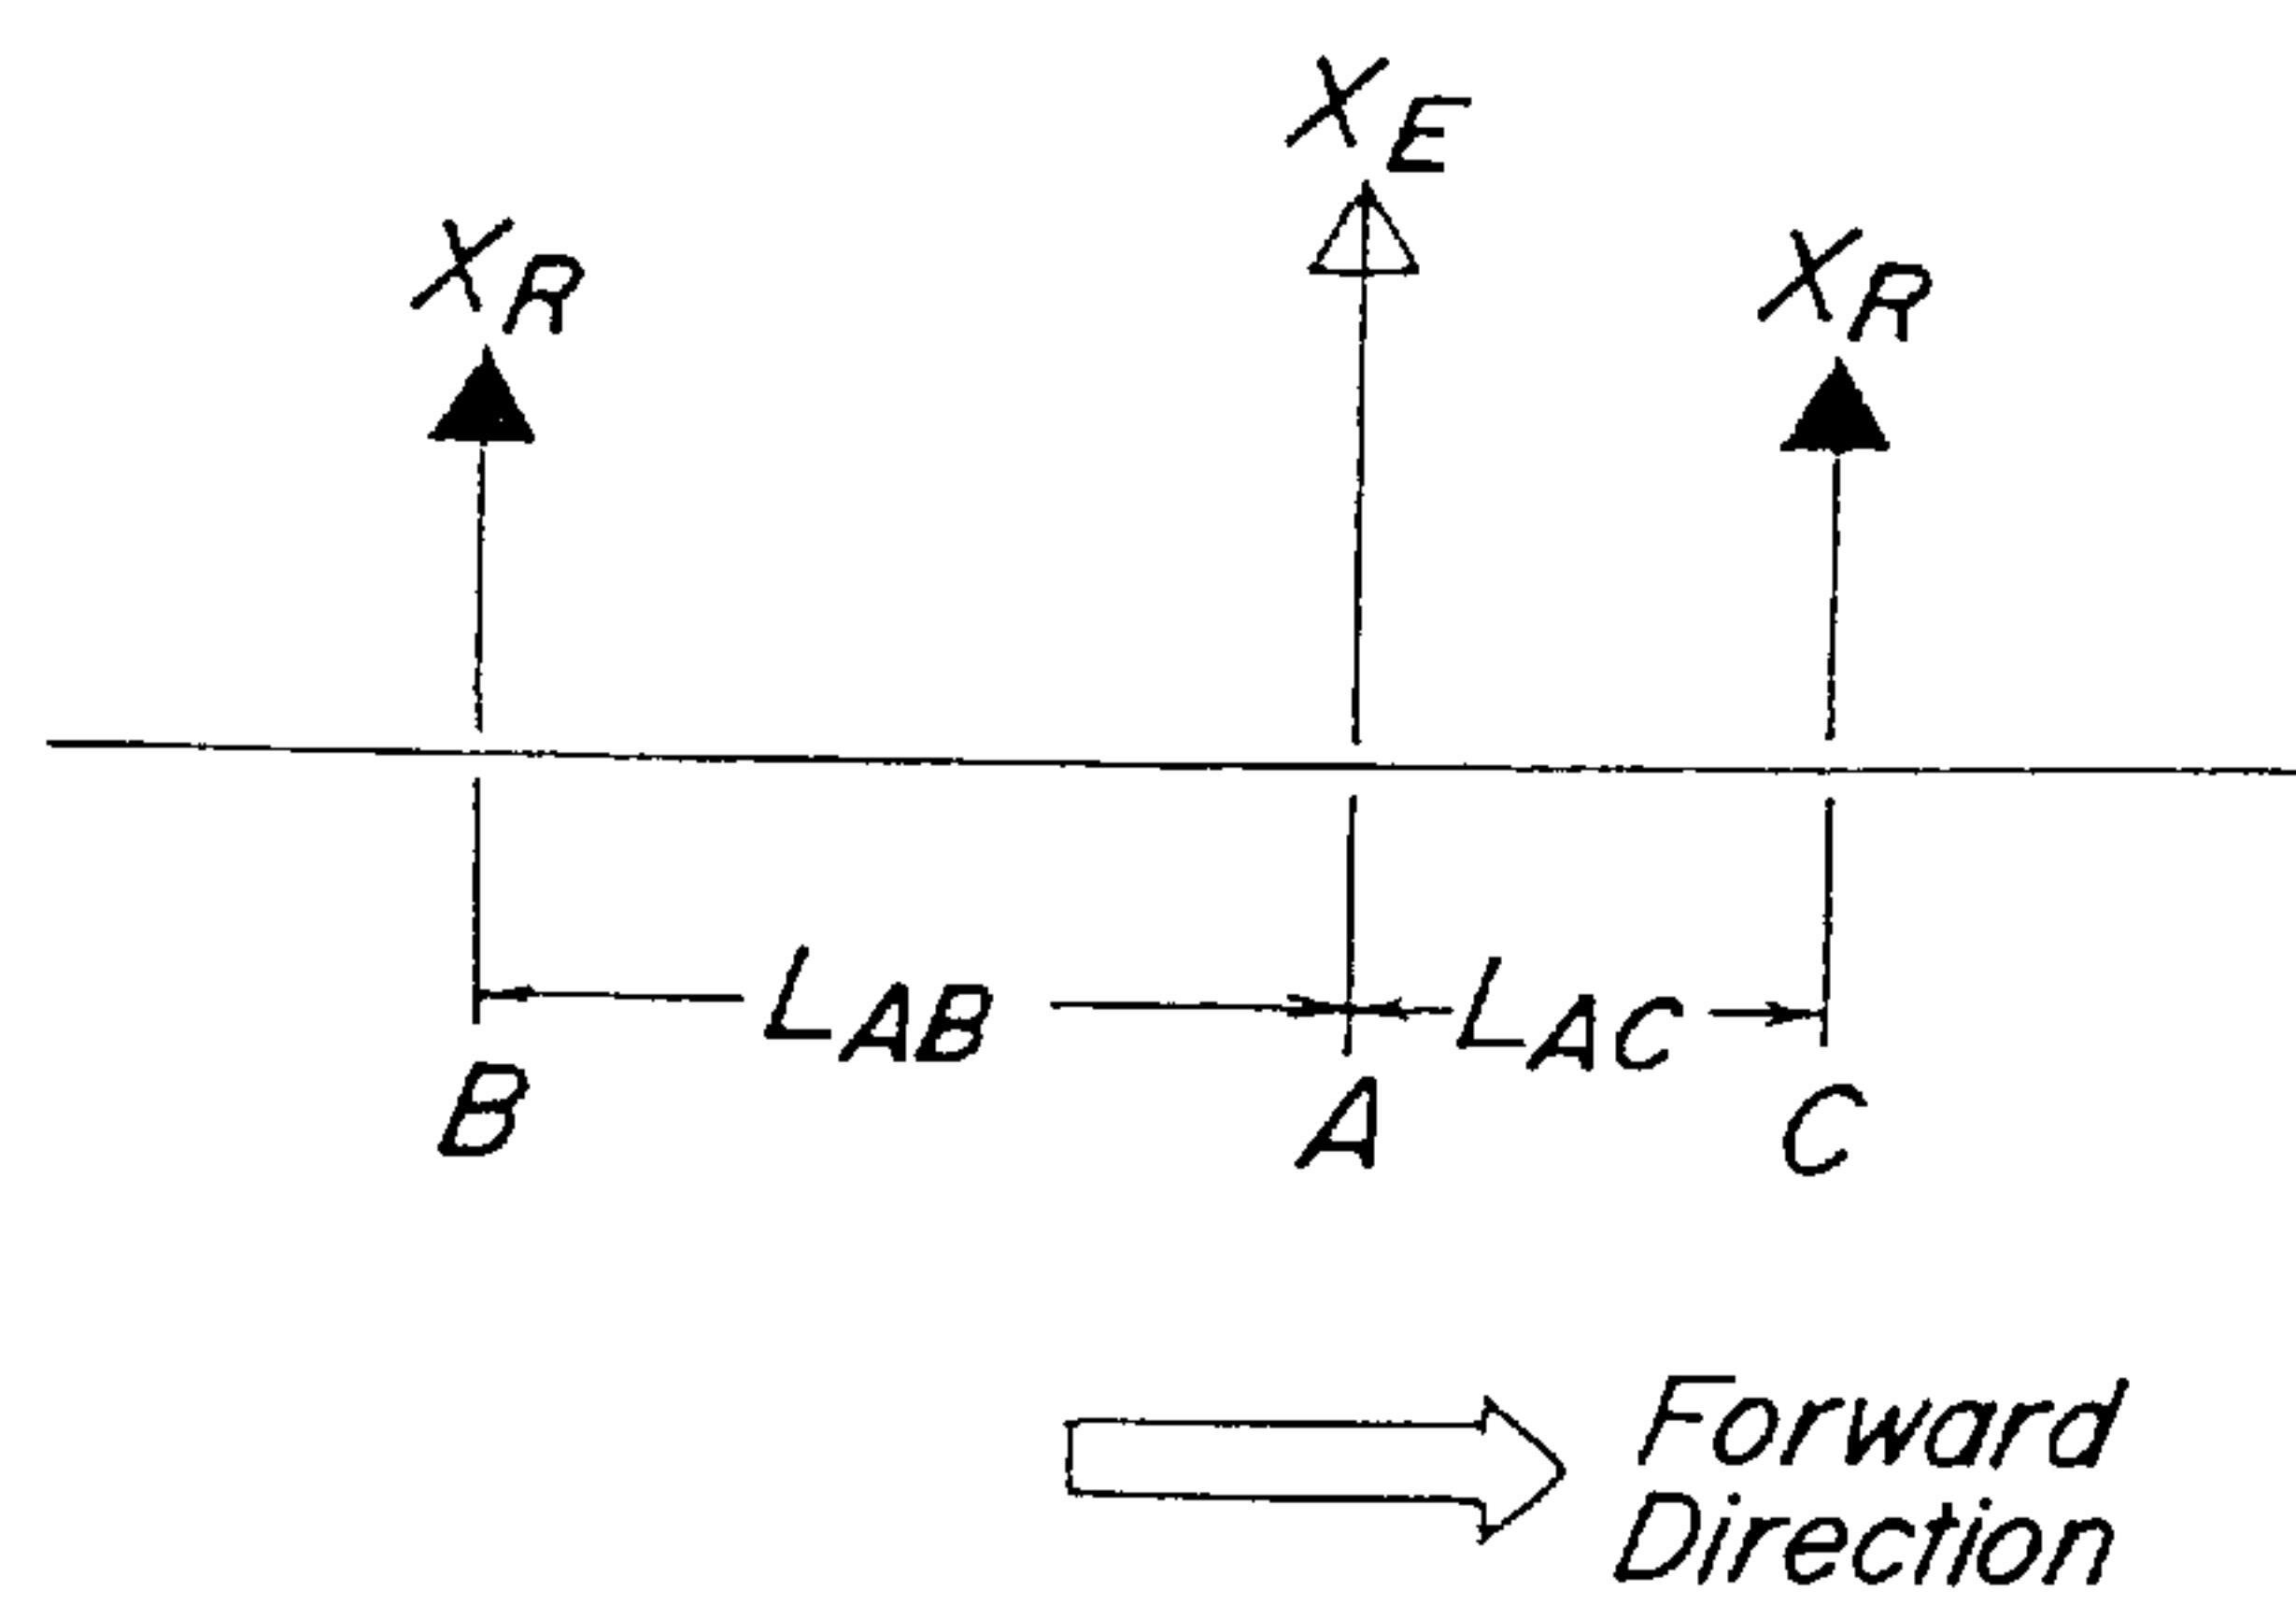 X_E
X_R
X_R
L_AB
L_AC
B
A
C
Forward
Direction